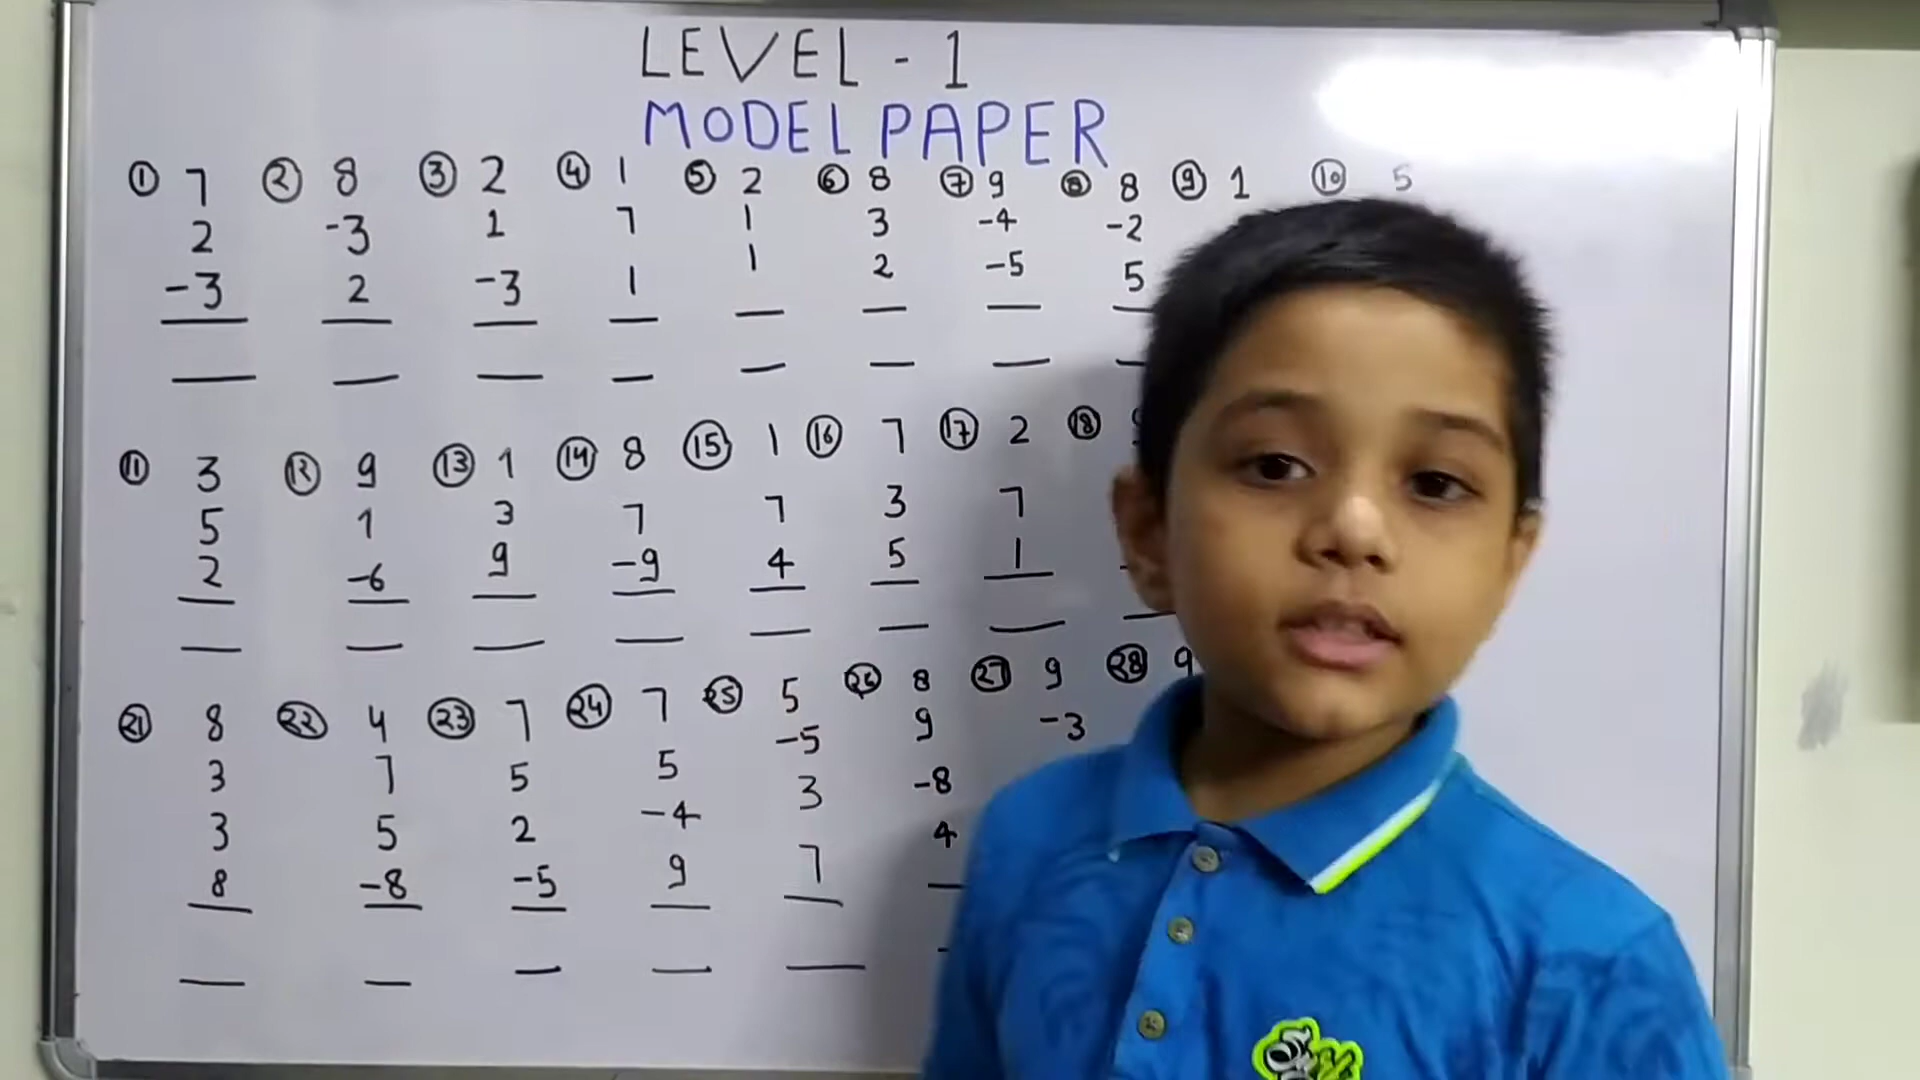 LEVEL - 1
MODEL PAPER
① 7 ② 8 ③ 2 ④ 1 ⑤ 2 ⑥ 8 ⑦ 9 ⑧ 8 ⑨ 1 ⑩ 5
2 -3 1 7 1 3 -4 -2
-3 2 -3 1 1 2 -5 5
⑪ 3 ⑫ 9 ⑬ 1 ⑭ 8 ⑮ 1 ⑯ 7 ⑰ 2 ⑱
5 1 3 7 7 3 7
2 -6 9 -9 4 5 1
㉑ 8 ㉒ 4 ㉓ 7 ㉔ 7 ㉕ 5 ㉖ 8 ㉗ 9 ㉘ 9
3 7 5 5 -5 9 -3
3 5 2 -4 3 -8
8 -8 -5 9 7 4